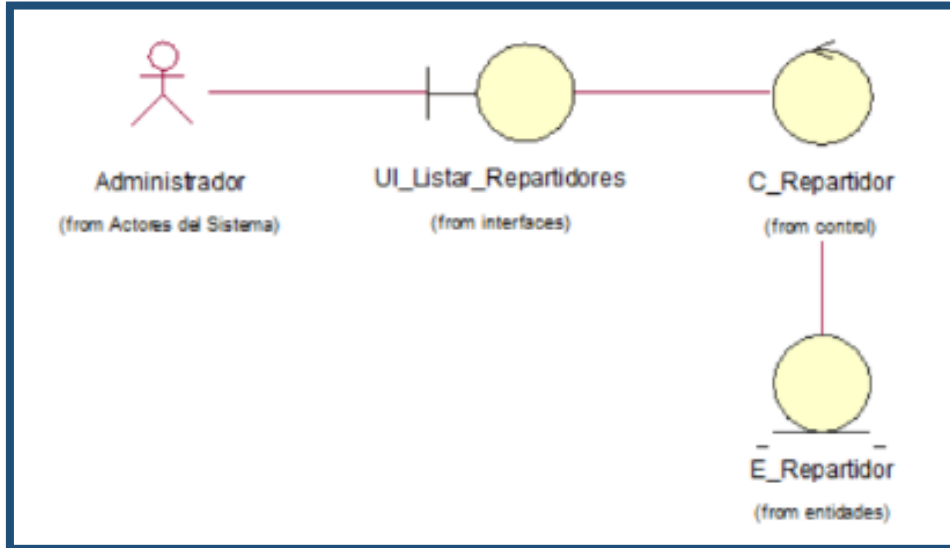 Administrador
(from Actores del Sistema)
UI_Listar_Repartidores
(from interfaces)
C_Repartidor
(from control)
E_Repartidor
(from entidades)